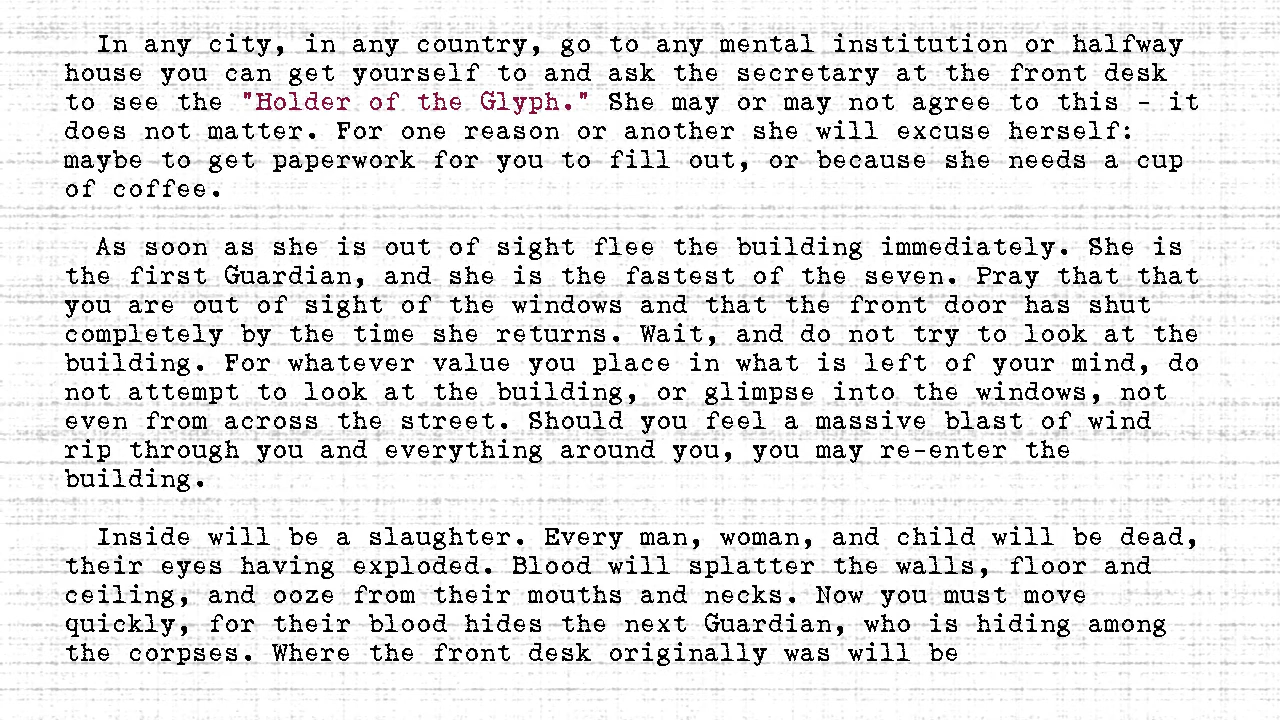 In any city, in any country, go to any mental institution or halfway
house you can get yourself to and ask the secretary at the front desk
to see the "Holder of the Glyph." She may or may not agree to this - it
does not matter. For one reason or another she will excuse herself:
maybe to get paperwork for you to fill out, or because she needs a cup
of coffee.
As soon as she is out of sight flee the building immediately. She is
the first Guardian, and she is the fastest of the seven. Pray that that
you are out of sight of the windows and that the front door has shut
completely by the time she returns. Wait, and do not try to look at the
building. For whatever value you place in what is left of your mind, do
not attempt to look at the building, or glimpse into the windows, not
even from across the street. Should you feel a massive blast of wind
rip through you and everything around you, you may re-enter the
building.
Inside will be a slaughter. Every man, woman, and child will be dead,
their eyes having exploded. Blood will splatter the walls, floor and
ceiling, and ooze from their mouths and necks. Now you must move
quickly, for their blood hides the next Guardian, who is hiding among
the corpses. Where the front desk originally was will be